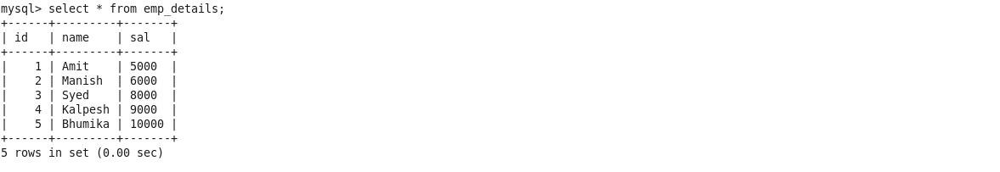 mysql> select * from emp_details;
+------+---------+-------+
| id   | name    | sal   |
+------+---------+-------+
|    1 | Amit    | 5000  |
|    2 | Manish  | 6000  |
|    3 | Syed    | 8000  |
|    4 | Kalpesh | 9000  |
|    5 | Bhumika | 10000 |
+------+---------+-------+
5 rows in set (0.00 sec)